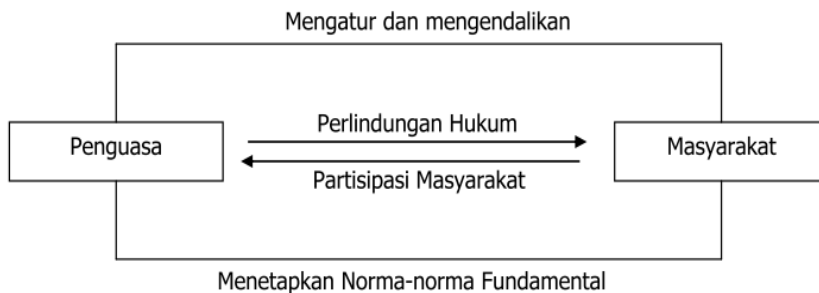 Mengatur dan mengendalikan
Penguasa
Perlindungan Hukum
Partisipasi Masyarakat
Masyarakat
Menetapkan Norma-norma Fundamental